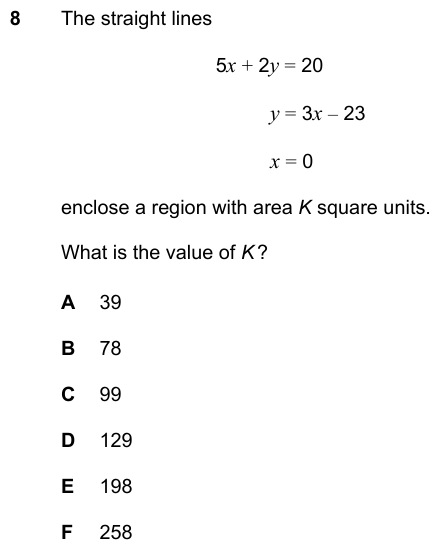 8 The straight lines
5x + 2y = 20
y = 3x – 23
x = 0
enclose a region with area K square units.
What is the value of K?
A 39
B 78
C 99
D 129
E 198
F 258